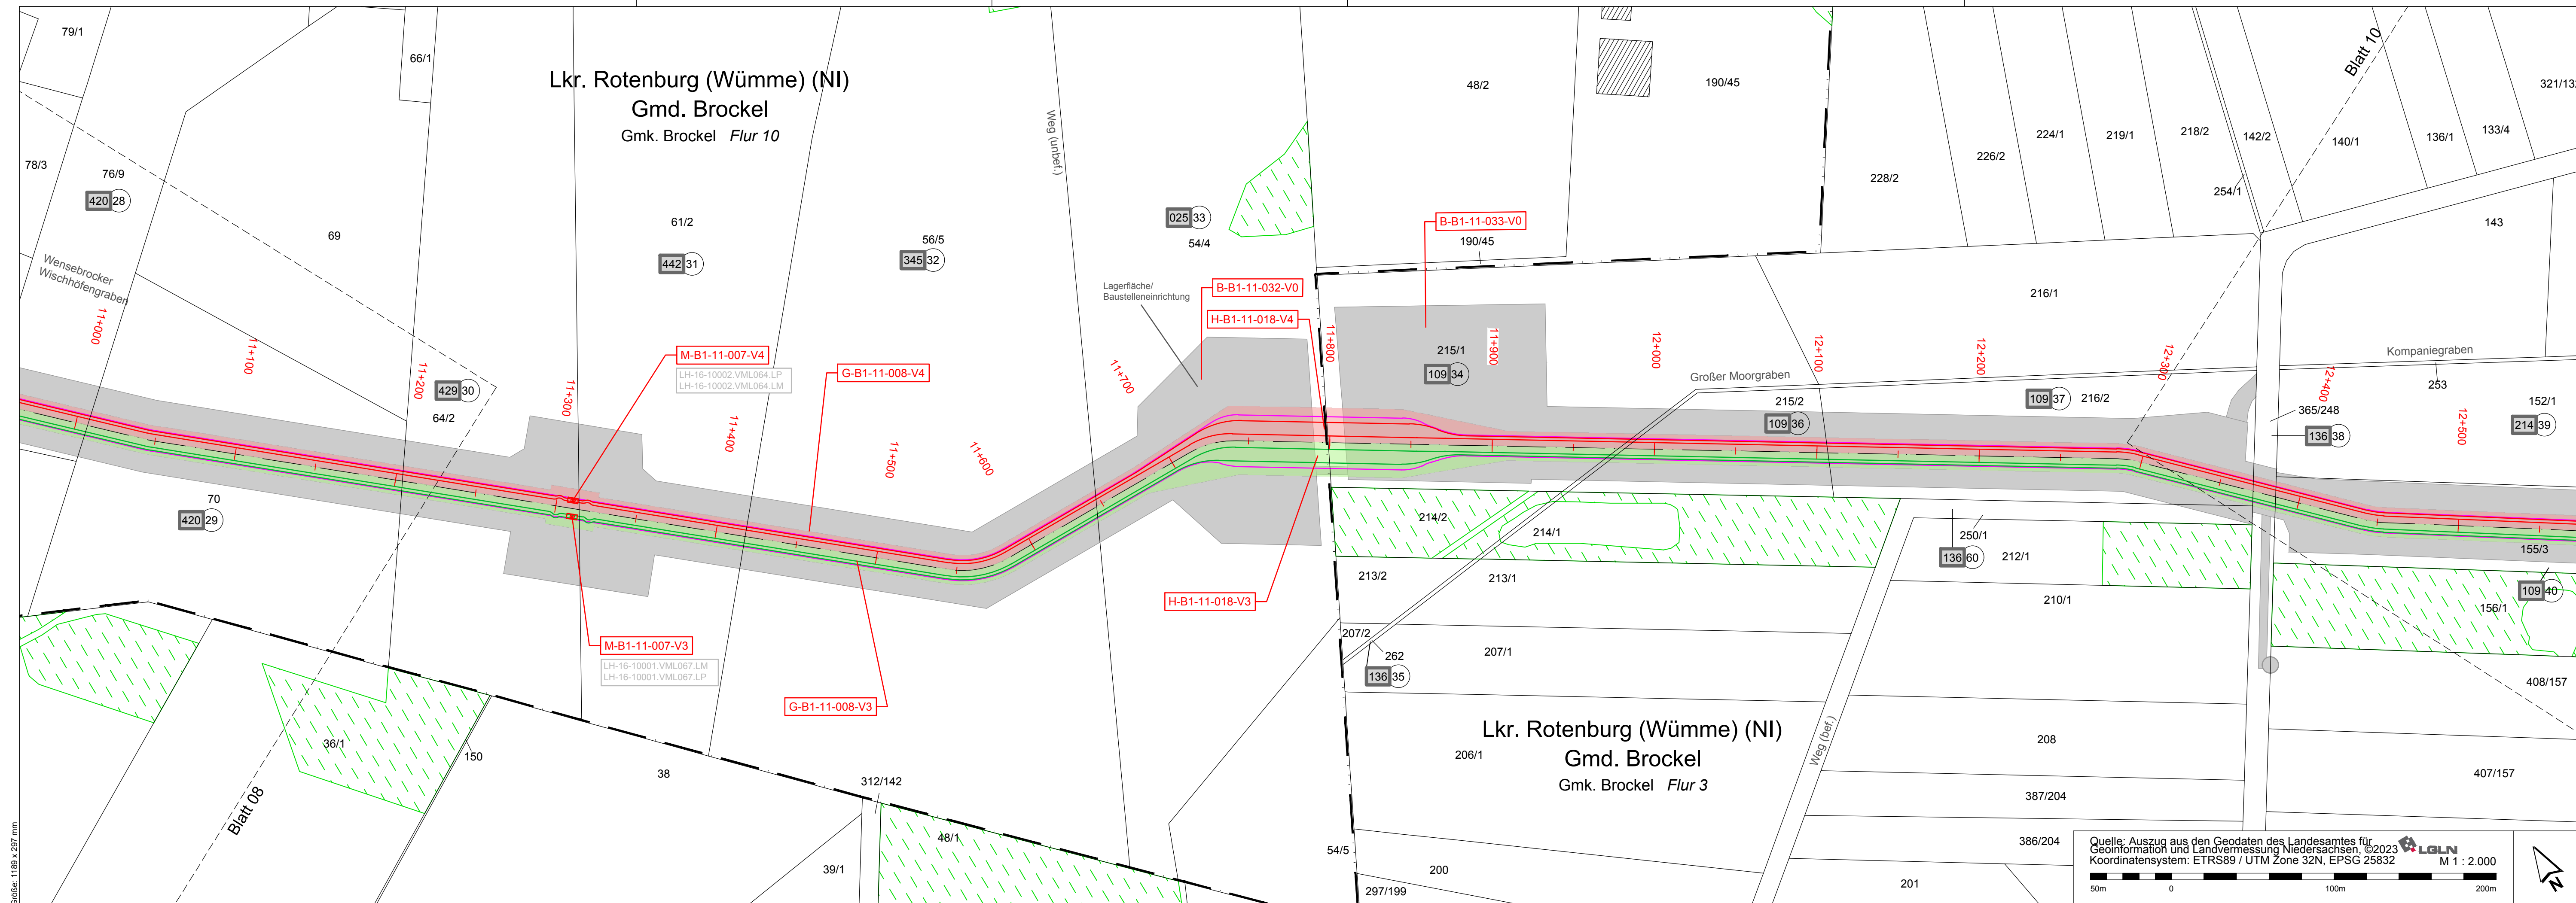 79/1
66/1
Lkr. Rotenburg (Wümme) (NI)
Gmd. Brockel
Gmk. Brockel Flur 10
78/3
76/9
420 28
69
Wensebrocker
Wischhöfengraben
61/2
442 31
56/5
345 32
Weg (unbef.)
025 33
54/4
48/2
190/45
190/45
B-B1-11-033-V0
228/2
226/2
224/1
219/1
218/2
142/2
254/1
140/1
Blatt 10
136/1
133/4
143
11+000
11+100
11+200
11+300
11+400
11+500
11+600
11+700
11+800
11+900
12+000
12+100
12+200
12+300
12+400
12+500
Lagerfläche/
Baustelleneinrichtung
B-B1-11-032-V0
H-B1-11-018-V4
M-B1-11-007-V4
LH-16-10002.VML064.LP
LH-16-10002.VML064.LM
G-B1-11-008-V4
429 30
64/2
215/1
109 34
216/1
Großer Moorgraben
Kompaniegraben
215/2
109 36
109 37
216/2
253
365/248
136 38
152/1
214 39
70
420 29
214/2
214/1
250/1
136 60
212/1
155/3
109 40
156/1
213/2
213/1
210/1
H-B1-11-018-V3
M-B1-11-007-V3
LH-16-10001.VML067.LM
LH-16-10001.VML067.LP
G-B1-11-008-V3
207/2
262
136 35
207/1
408/157
36/1
150
38
312/142
Blatt 08
48/1
39/1
Lkr. Rotenburg (Wümme) (NI)
Gmd. Brockel
Gmk. Brockel Flur 3
206/1
Weg (bef.)
208
407/157
387/204
386/204
54/5
200
297/199
201
Quelle: Auszug aus den Geodaten des Landesamtes für
Geoinformation und Landvermessung Niedersachsen, ©2023
LGLN
Koordinatensystem: ETRS89 / UTM Zone 32N, EPSG 25832
M 1 : 2.000
50m 0 100m 200m
N